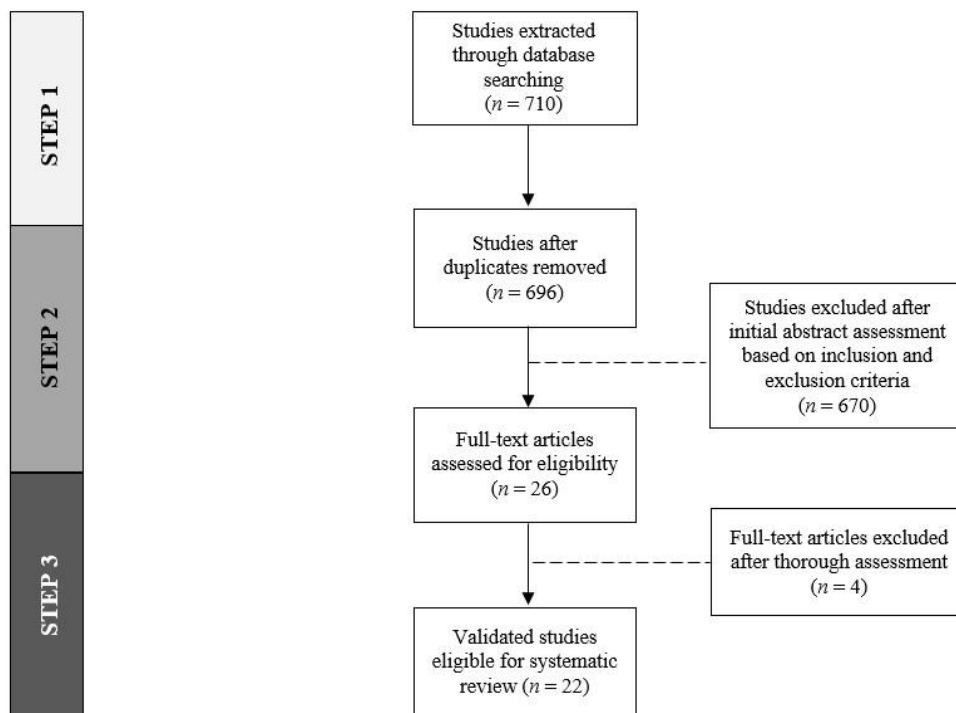 STEP 1
Studies extracted
through database
searching
(n = 710)
STEP 2
Studies after
duplicates removed
(n = 696)
Studies excluded after
initial abstract assessment
based on inclusion and
exclusion criteria
(n = 670)
Full-text articles
assessed for eligibility
(n = 26)
STEP 3
Full-text articles excluded
after thorough assessment
(n = 4)
Validated studies
eligible for systematic
review (n = 22)